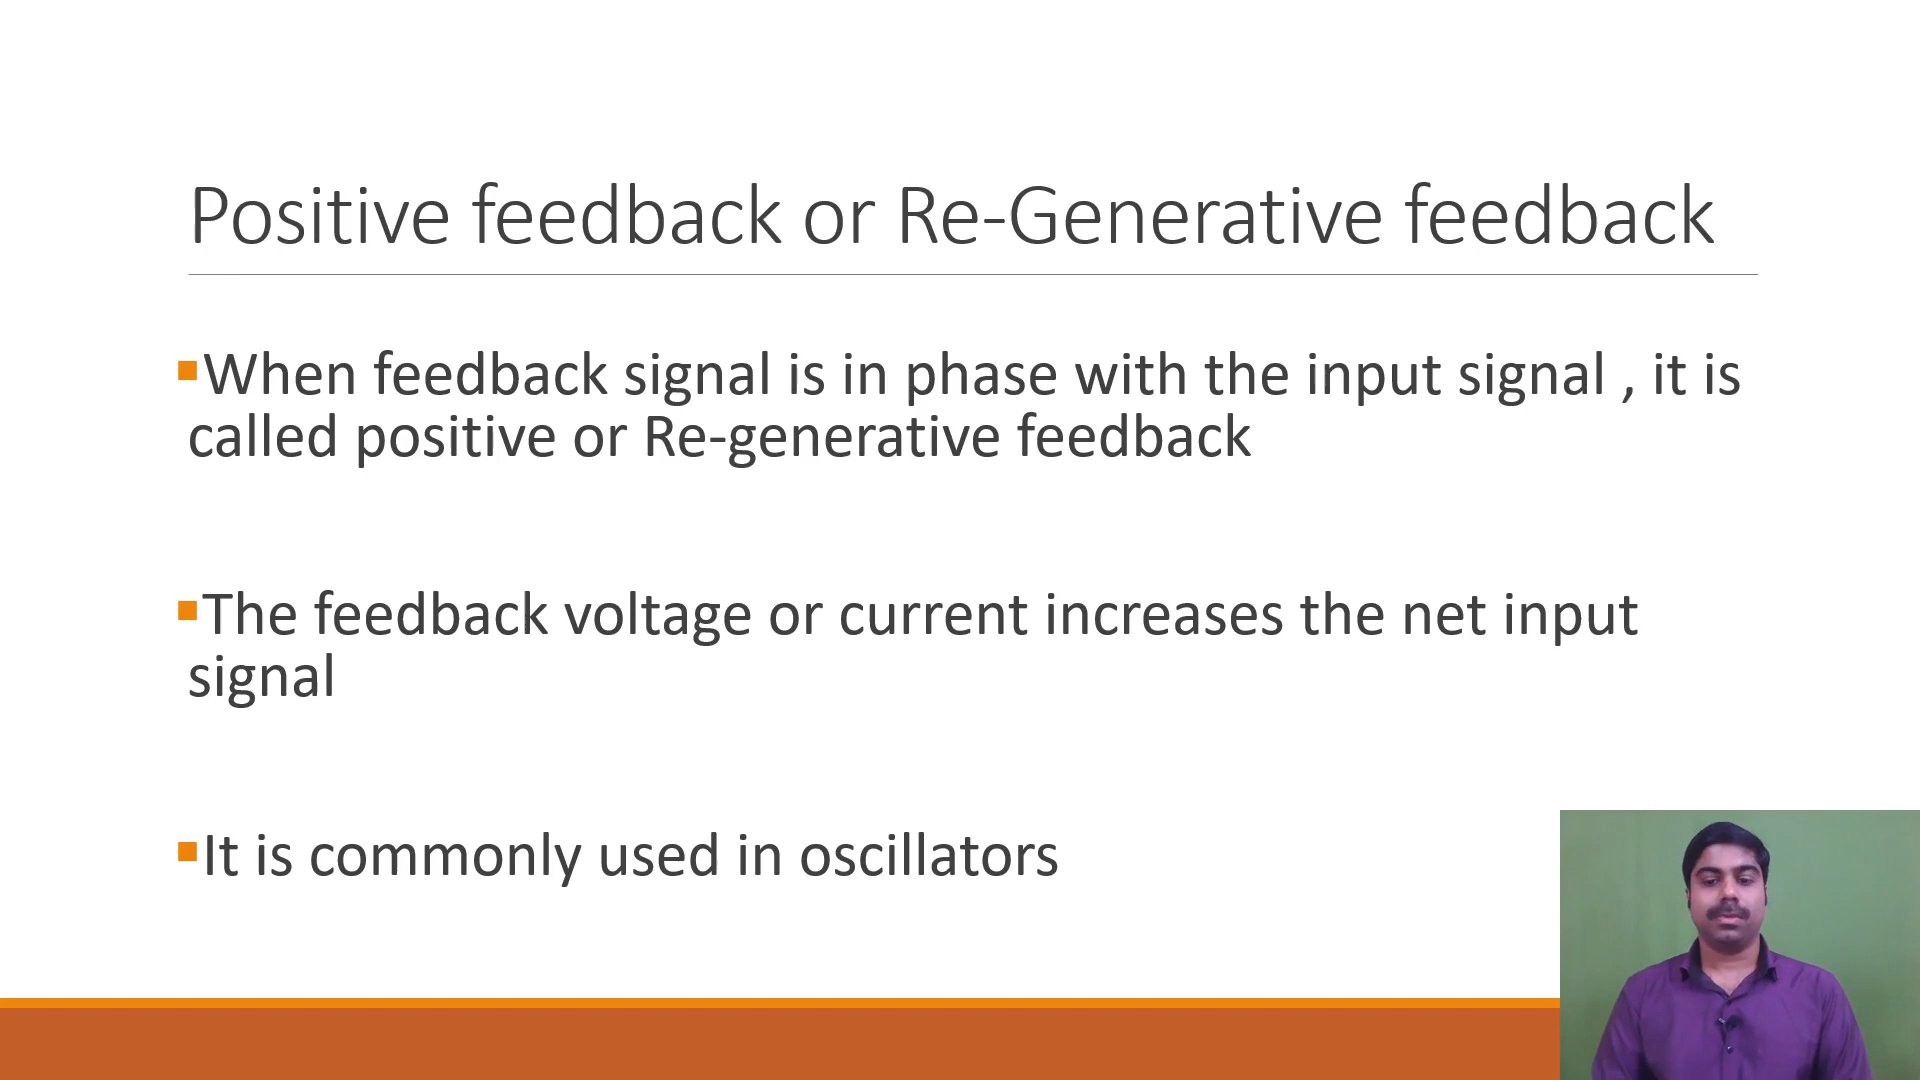 Positive feedback or Re-Generative feedback
When feedback signal is in phase with the input signal , it is
called positive or Re-generative feedback
The feedback voltage or current increases the net input
signal
It is commonly used in oscillators